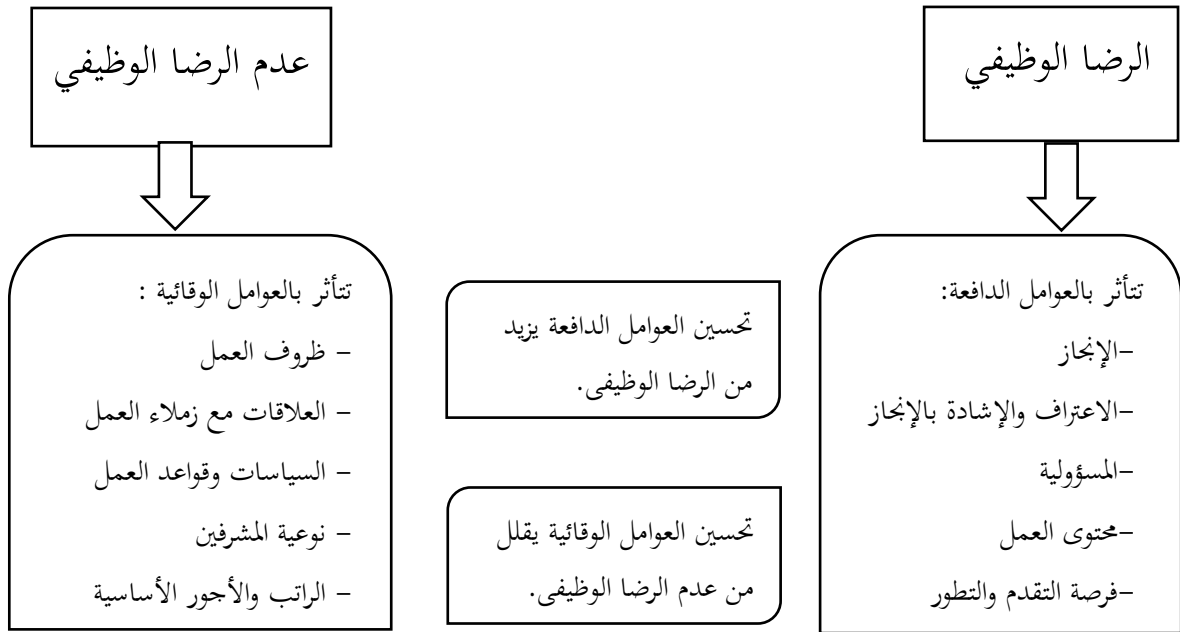 الرضا الوظيفي
تتأثر بالعوامل الدافعة:
-الإنجاز
-الاعتراف والإشادة بالإنجاز
-المسؤولية
-محتوى العمل
-فرصة التقدم والتطور
تحسين العوامل الدافعة يزيد
من الرضا الوظيفى.
تحسين العوامل الوقائية يقلل
من عدم الرضا الوظيفى.
عدم الرضا الوظيفي
تتأثر بالعوامل الوقائية :
- ظروف العمل
- العلاقات مع زملاء العمل
- السياسات وقواعد العمل
- نوعية المشرفين
- الراتب والأجور الأساسية